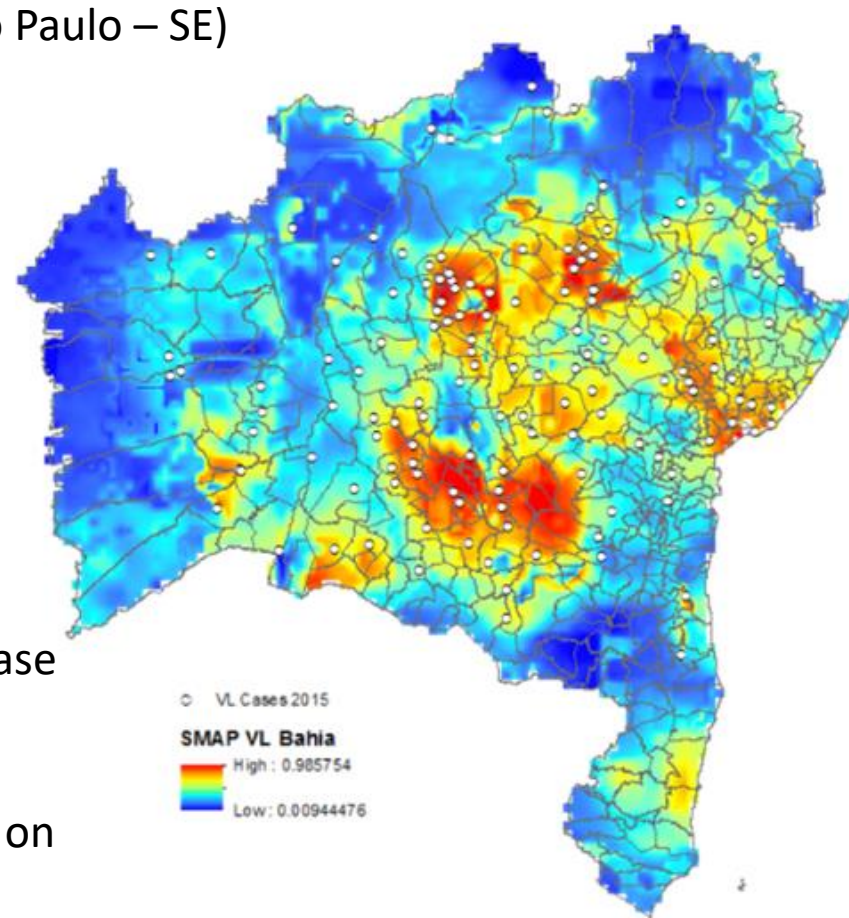 o Paulo – SE)
ase
VL Cases 2015
SMAP VL Bahia
High : 0.985754
Low : 0.00944476
on